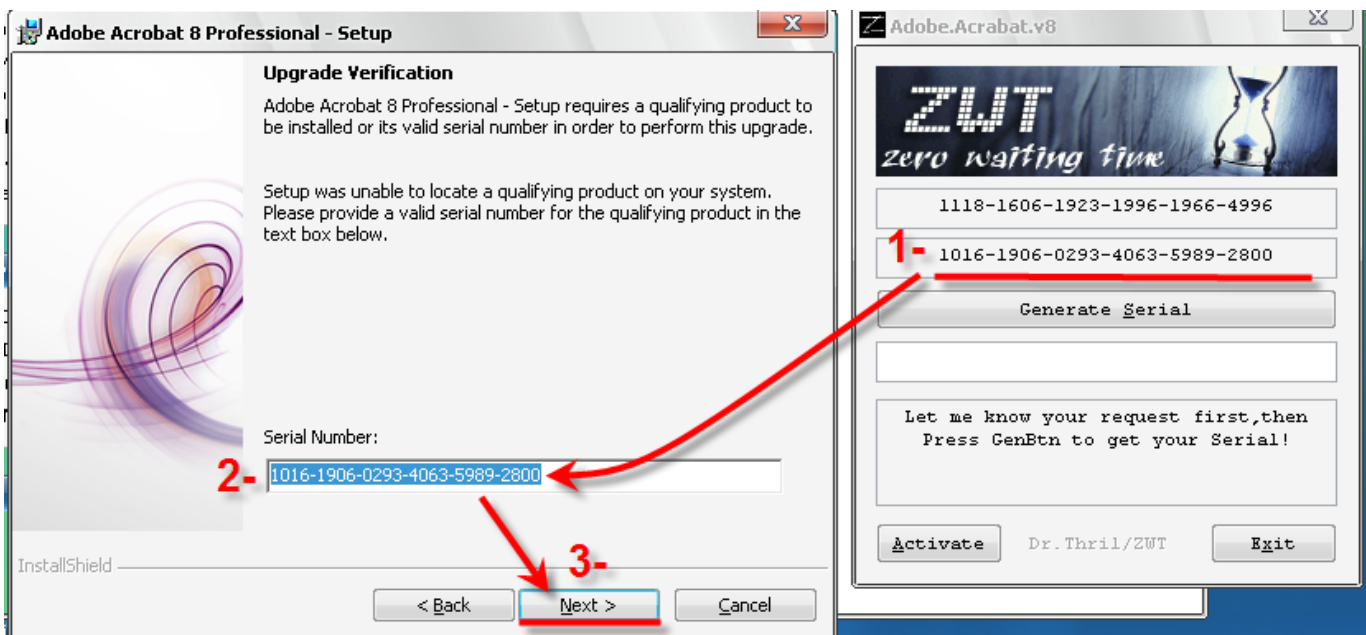 Adobe Acrobat 8 Professional - Setup
Upgrade Verification
Adobe Acrobat 8 Professional - Setup requires a qualifying product to
be installed or its valid serial number in order to perform this upgrade.
Setup was unable to locate a qualifying product on your system.
Please provide a valid serial number for the qualifying product in the
text box below.
Serial Number:
2- 1016-1906-0293-4063-5989-2800
InstallShield
3-
< Back
Next >
Cancel
Adobe.Acrabat.v8
ZWT
zero waiting time
1118-1606-1923-1996-1966-4996
1- 1016-1906-0293-4063-5989-2800
Generate Serial
Let me know your request first,then
Press GenBtn to get your Serial!
Activate
Dr.Thril/ZWT
Exit